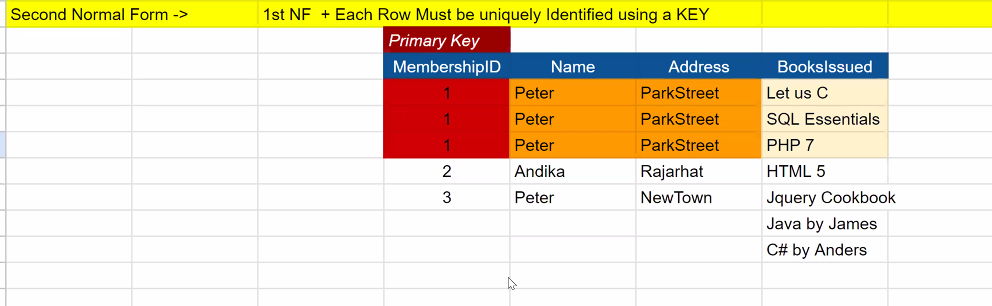 Second Normal Form -> 1st NF + Each Row Must be uniquely Identified using a KEY
Primary Key
MembershipID Name Address BooksIssued
1 Peter ParkStreet Let us C
1 Peter ParkStreet SQL Essentials
1 Peter ParkStreet PHP 7
2 Andika Rajarhat HTML 5
3 Peter NewTown Jquery Cookbook
Java by James
C# by Anders